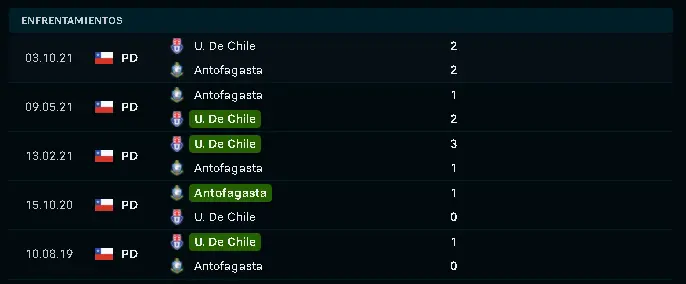 ENFRENTAMIENTOS
03.10.21 PD
U. De Chile 2
Antofagasta 2
09.05.21 PD
Antofagasta 1
U. De Chile 2
13.02.21 PD
U. De Chile 3
Antofagasta 1
15.10.20 PD
Antofagasta 1
U. De Chile 0
10.08.19 PD
U. De Chile 1
Antofagasta 0